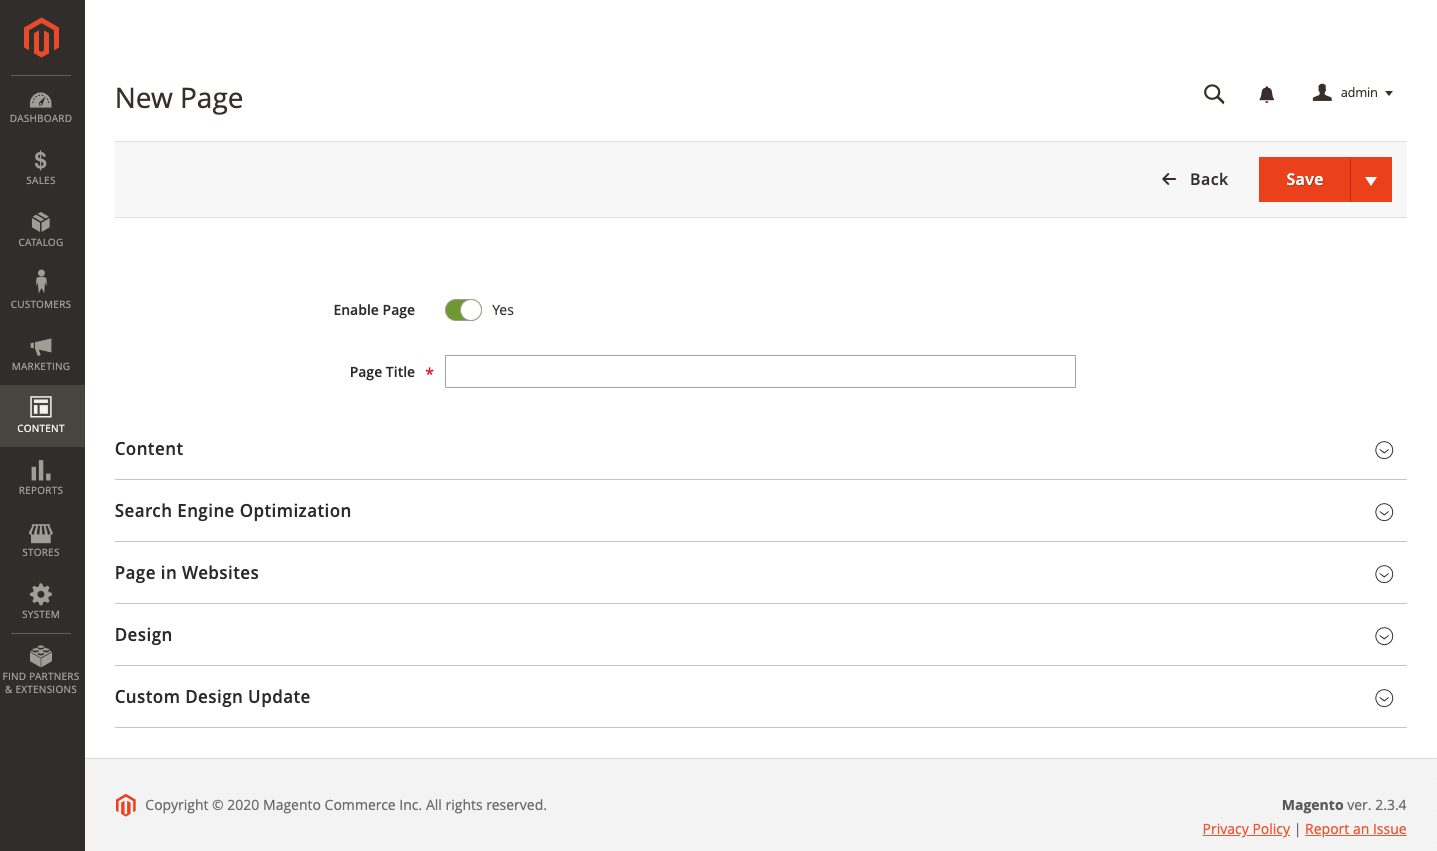 DASHBOARD
SALES
CATALOG
CUSTOMERS
MARKETING
CONTENT
REPORTS
STORES
SYSTEM
FIND PARTNERS
& EXTENSIONS
New Page
admin
Back
Save
Enable Page
Yes
Page Title *
Content
Search Engine Optimization
Page in Websites
Design
Custom Design Update
Copyright © 2020 Magento Commerce Inc. All rights reserved.
Magento ver. 2.3.4
Privacy Policy | Report an Issue